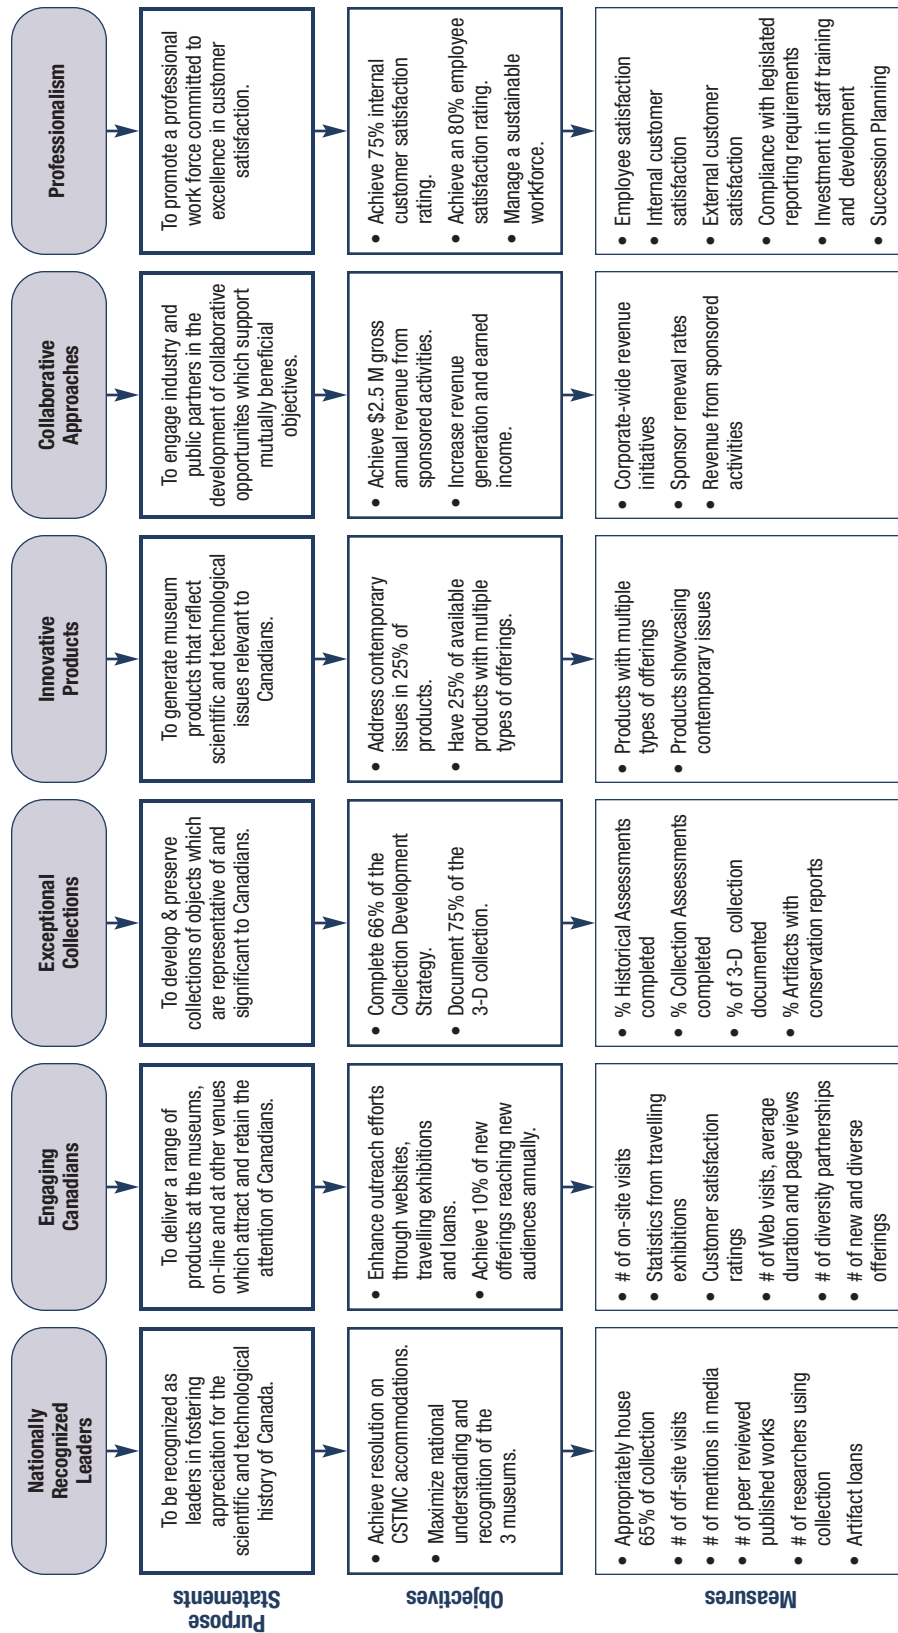 Nationally
Recognized
Leaders
Engaging
Canadians
Exceptional
Collections
Innovative
Products
Collaborative
Approaches
Professionalism
Purpose
Statements
To be recognized as
leaders in fostering
appreciation for the
scientific and technological
history of Canada.
To deliver a range of
products at the museums,
on-line and at other venues
which attract and retain the
attention of Canadians.
To develop & preserve
collections of objects which
are representative of and
significant to Canadians.
To generate museum
products that reflect
scientific and technological
issues relevant to
Canadians.
To engage industry and
public partners in the
development of collaborative
opportunities which support
mutually beneficial
objectives.
To promote a professional
work force committed to
excellence in customer
satisfaction.
Objectives
• Achieve resolution on
CSTMC accommodations.
• Maximize national
understanding and
recognition of the
3 museums.
• Enhance outreach efforts
through websites,
travelling exhibitions
and loans.
• Achieve 10% of new
offerings reaching new
audiences annually.
• Complete 66% of the
Collection Development
Strategy.
• Document 75% of the
3-D collection.
• Address contemporary
issues in 25% of
products.
• Have 25% of available
products with multiple
types of offerings.
• Achieve $2.5 M gross
annual revenue from
sponsored activities.
• Increase revenue
generation and earned
income.
• Achieve 75% internal
customer satisfaction
rating.
• Achieve an 80% employee
satisfaction rating.
• Manage a sustainable
workforce.
Measures
• Appropriately house
65% of collection
• # of off-site visits
• # of mentions in media
• # of peer reviewed
published works
• # of researchers using
collection
• Artifact loans
• # of on-site visits
• Statistics from travelling
exhibitions
• Customer satisfaction
ratings
• # of Web visits, average
duration and page views
• # of diversity partnerships
• # of new and diverse
offerings
• % Historical Assessments
completed
• % Collection Assessments
completed
• % of 3-D collection
documented
• % Artifacts with
conservation reports
• Products with multiple
types of offerings
• Products showcasing
contemporary issues
• Corporate-wide revenue
initiatives
• Sponsor renewal rates
• Revenue from sponsored
activities
• Employee satisfaction
• Internal customer
satisfaction
• External customer
satisfaction
• Compliance with legislated
reporting requirements
• Investment in staff training
and development
• Succession Planning